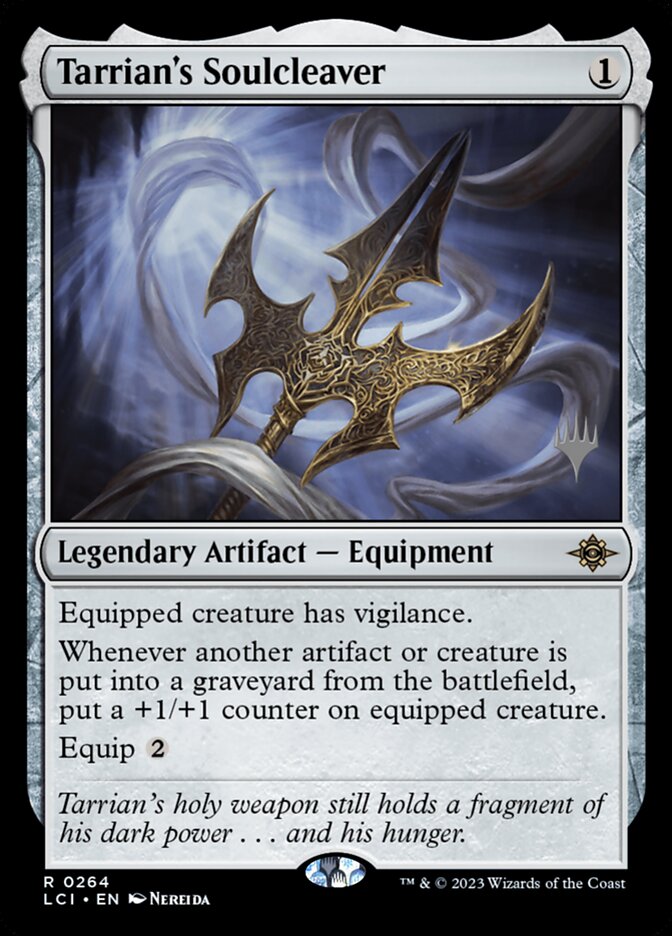 Tarrian's Soulcleaver 1
Legendary Artifact — Equipment
Equipped creature has vigilance.
Whenever another artifact or creature is
put into a graveyard from the battlefield,
put a +1/+1 counter on equipped creature.
Equip 2
Tarrian's holy weapon still holds a fragment of
his dark power . . . and his hunger.
R 0264
LCI • EN Nereida
™ & © 2023 Wizards of the Coast